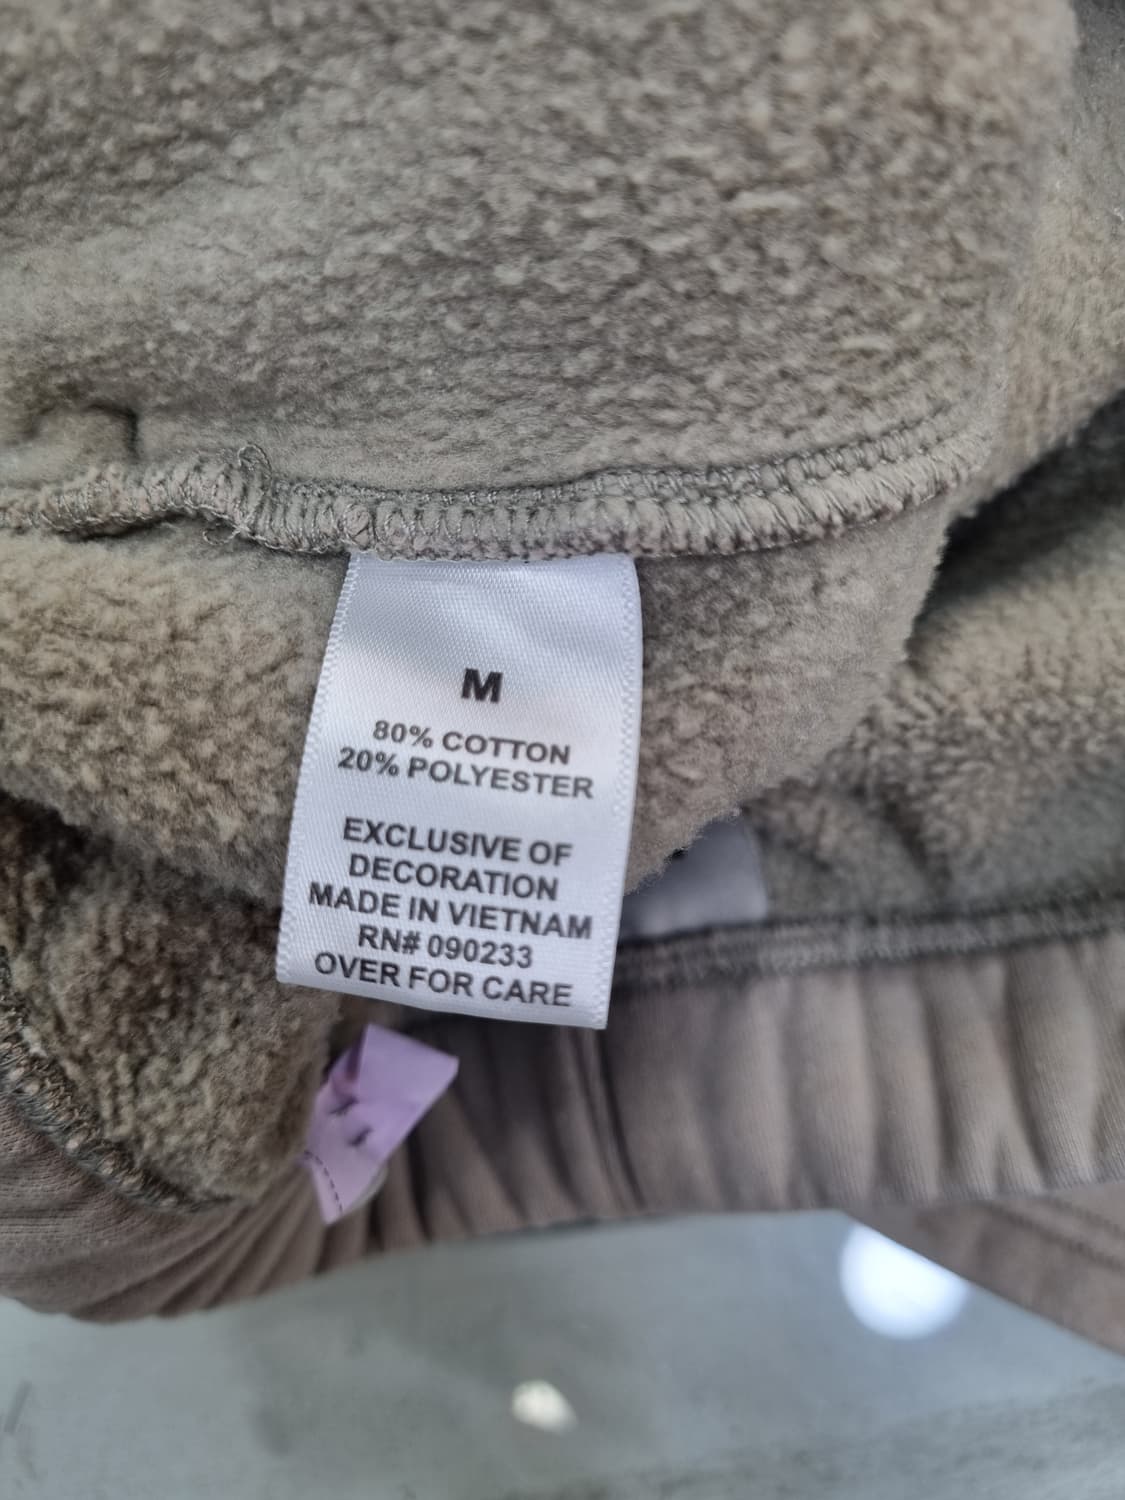 M
80% COTTON
20% POLYESTER
EXCLUSIVE OF
DECORATION
MADE IN VIETNAM
RN# 090233
OVER FOR CARE